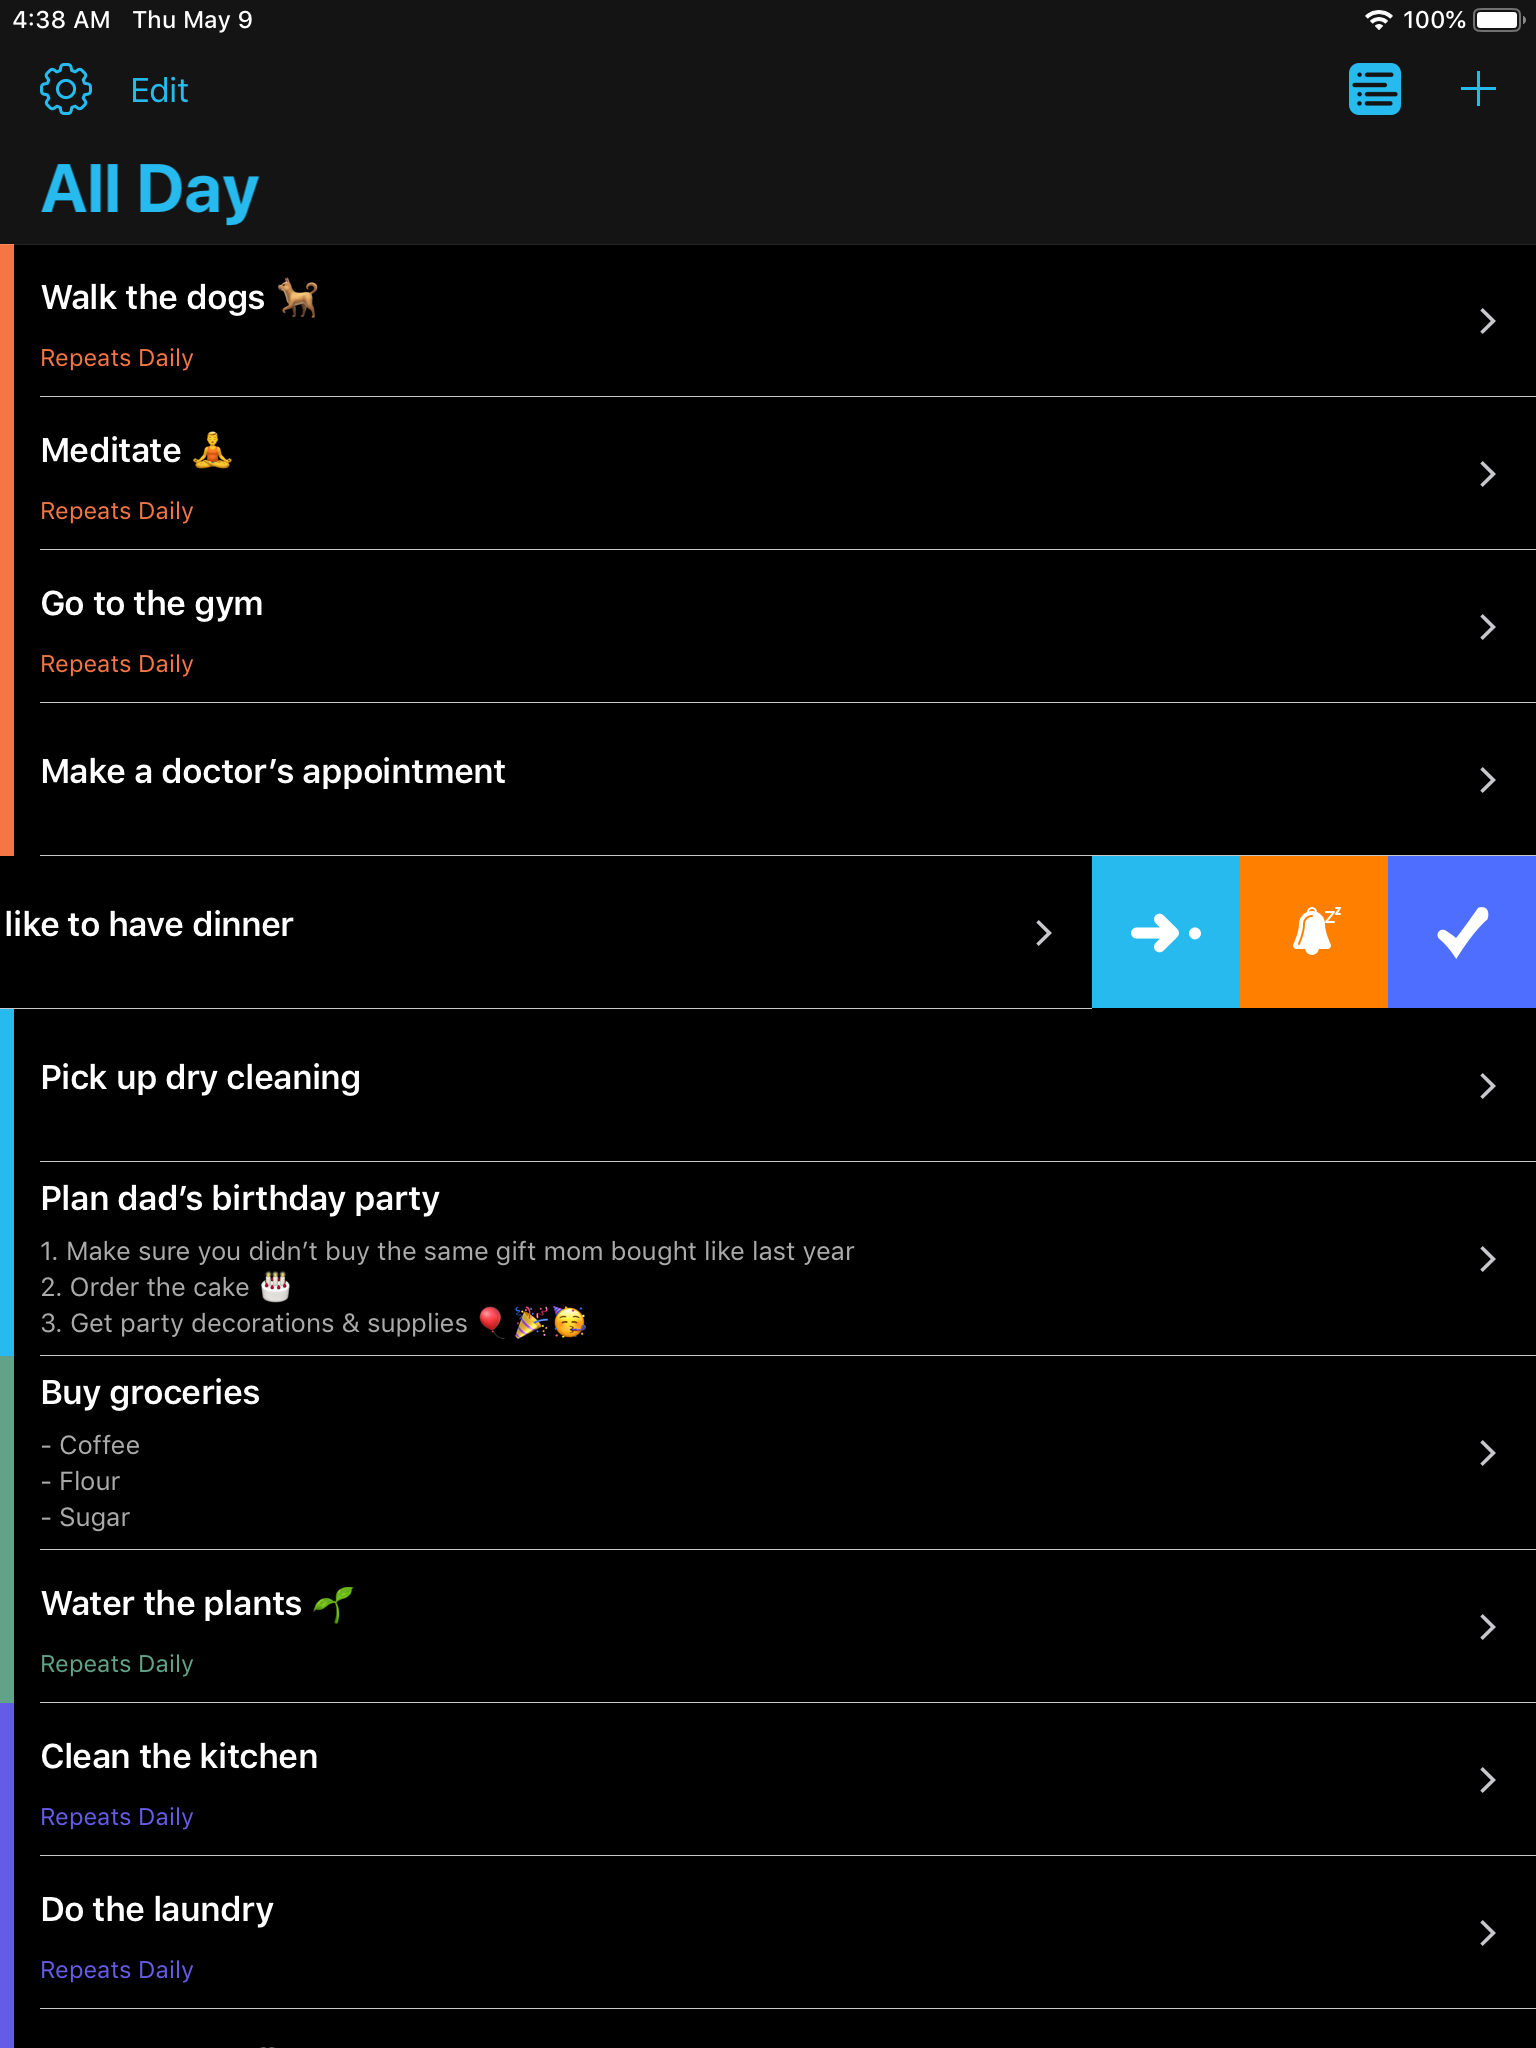 4:38 AM Thu May 9 100%
Edit
All Day
Walk the dogs 🐕
Repeats Daily
Meditate 🧘
Repeats Daily
Go to the gym
Repeats Daily
Make a doctor’s appointment
like to have dinner
Pick up dry cleaning
Plan dad’s birthday party
1. Make sure you didn’t buy the same gift mom bought like last year
2. Order the cake 🎂
3. Get party decorations & supplies 🎈🎉🥳
Buy groceries
- Coffee
- Flour
- Sugar
Water the plants 🌱
Repeats Daily
Clean the kitchen
Repeats Daily
Do the laundry
Repeats Daily